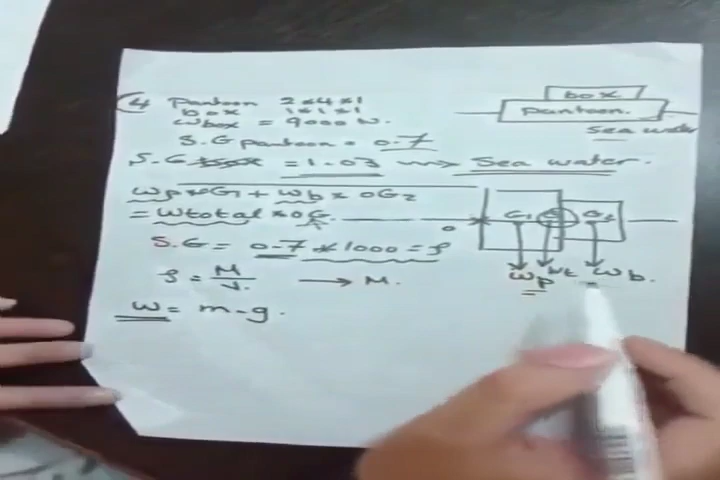 4 Pantoon 2*4*1
box 1*1*1
Wbox = 9000 N.
S.G pantoon = 0.7
S.G = 1.03 → Sea water.
box
Pantoon.
Sea water
Wp*OG1 + Wb * OG2
= Wtotal * OG
S.G = 0.7 * 1000 = ρ
ρ = M/V. → M.
W = m-g.
o G1 G G2
Wp Wt Wb.